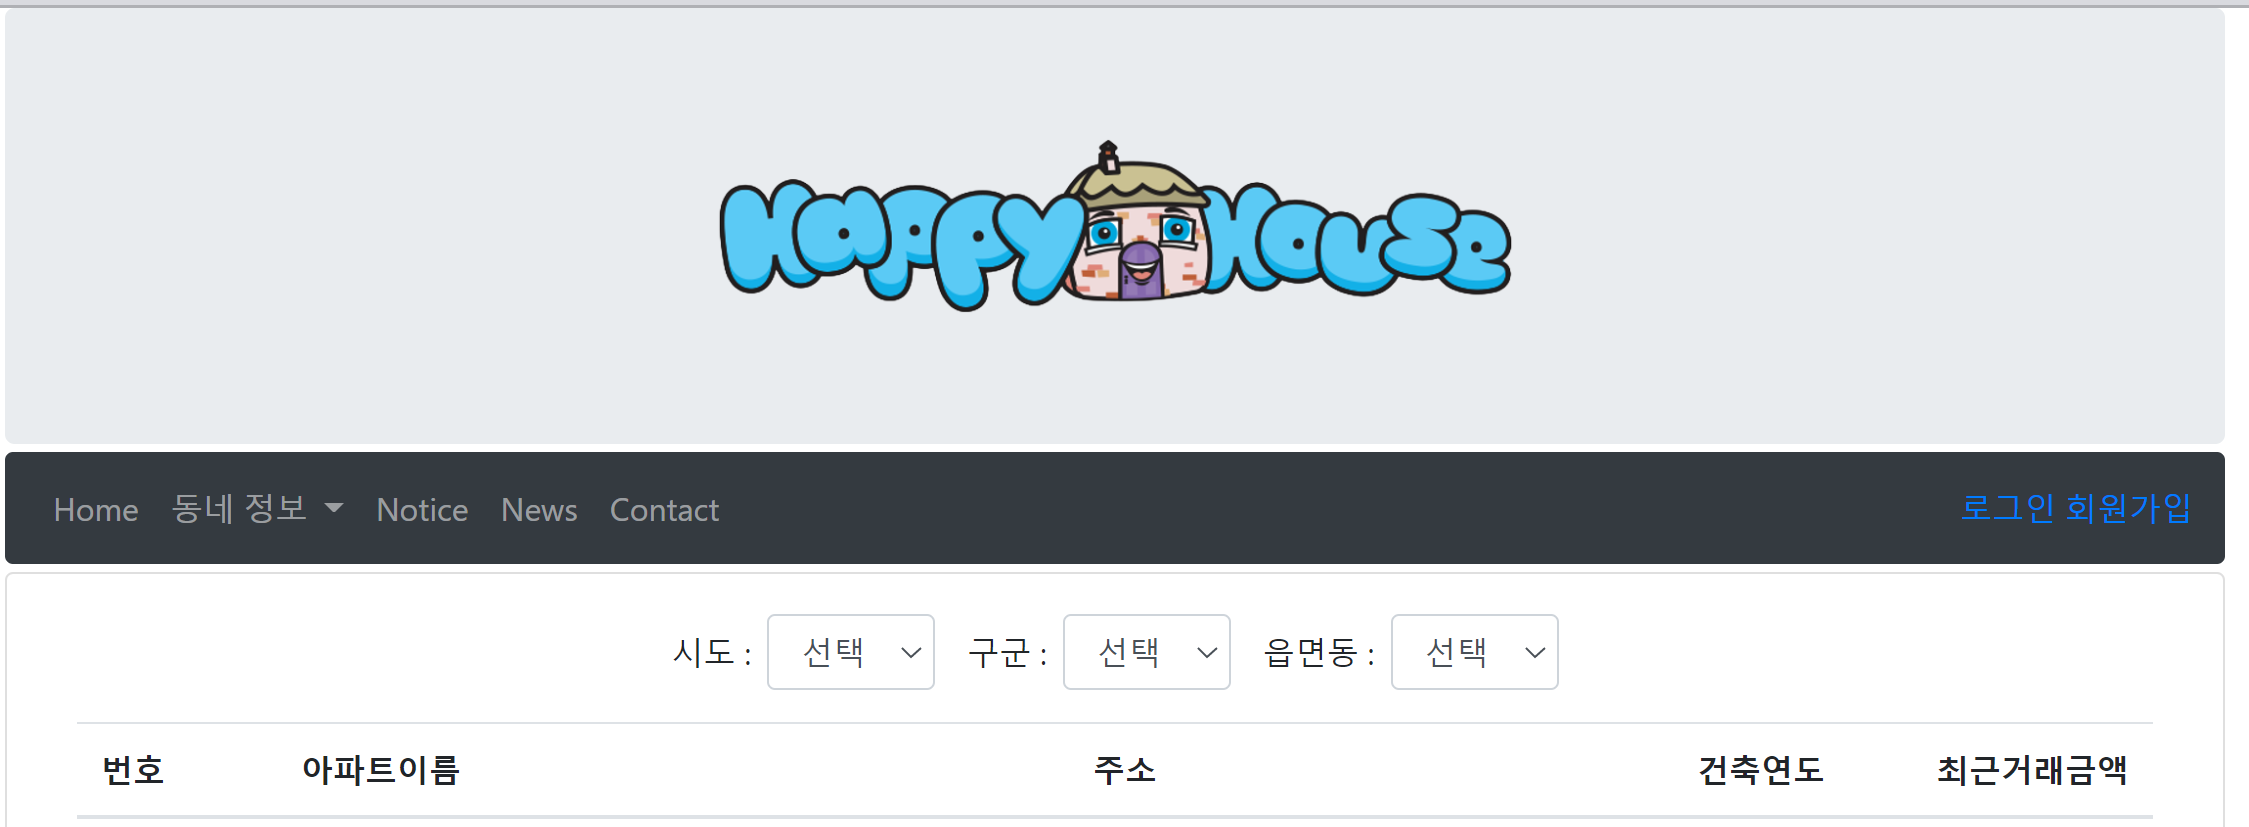 Happy House
Home 동네 정보 Notice News Contact 로그인 회원가입
시도 : 선택 구군 : 선택 읍면동 : 선택
번호 아파트이름 주소 건축연도 최근거래금액